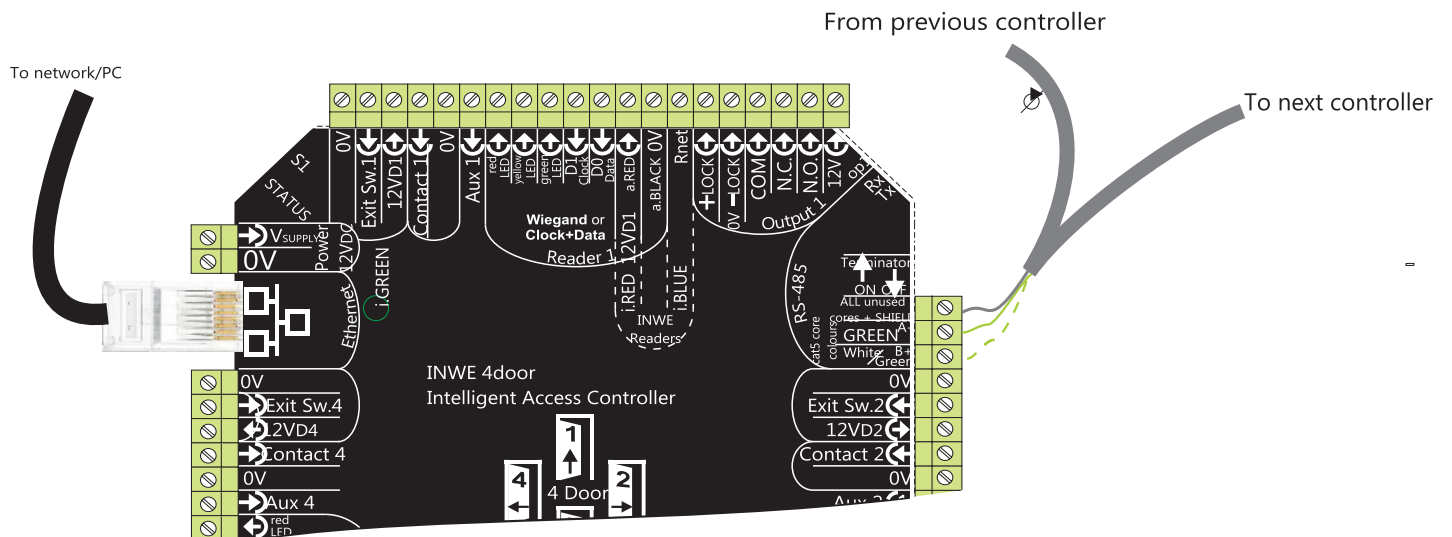 From previous controller
To network/PC
To next controller
S1
STATUS
0V
Exit Sw.1
12VD1
Contact 1
0V
Aux 1
red
LED
yellow
LED
green
LED
D1
Clock
D0
Data
a.RED
12VD1
a.BLACK 0V
Rnet
+LOCK
0V -LOCK
COM
N.C.
N.O.
12V
op.
Rx
Tx
Output 1
Wiegand or
Clock+Data
Reader 1
VSUPPLY
0V
Power
12VDC
i.GREEN
i.RED
i.BLUE
INWE
Readers
Ethernet
RS-485
Terminator
ON OFF
ALL unused
cores + SHIELD
A-
GREEN
cat5 core
colours
White/
Green
B+
0V
Exit Sw.4
12VD4
Contact 4
0V
Aux 4
red
LED
INWE 4door
Intelligent Access Controller
1
4
2
4 Door
0V
Exit Sw.2
12VD2
Contact 2
0V
Aux 2